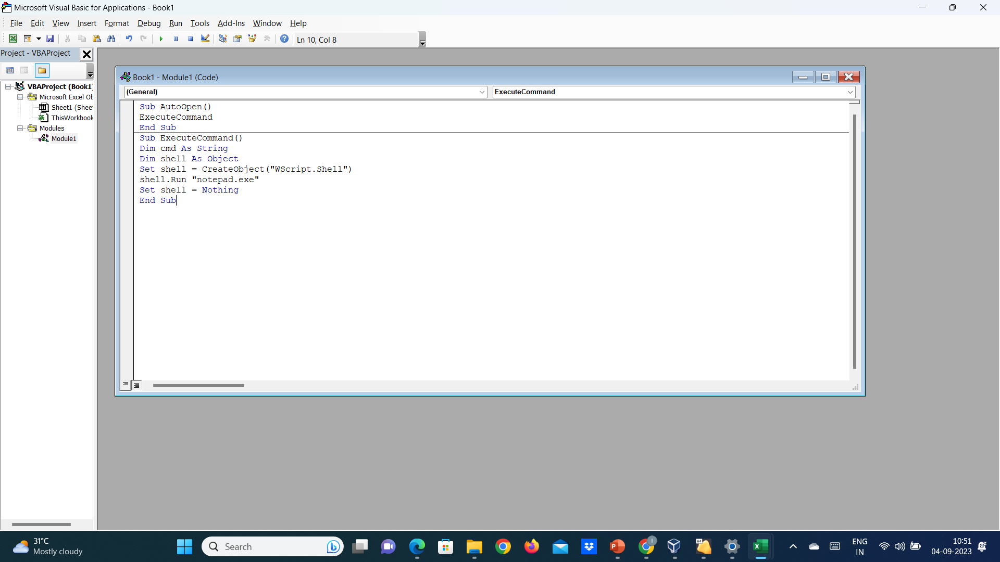 Microsoft Visual Basic for Applications - Book1
File Edit View Insert Format Debug Run Tools Add-Ins Window Help
Ln 10, Col 8
Project - VBAProject
VBAProject (Book1)
Microsoft Excel Ob
Sheet1 (Shee
ThisWorkbook
Modules
Module1
Book1 - Module1 (Code)
(General) ExecuteCommand
Sub AutoOpen()
ExecuteCommand
End Sub
Sub ExecuteCommand()
Dim cmd As String
Dim shell As Object
Set shell = CreateObject("WScript.Shell")
shell.Run "notepad.exe"
Set shell = Nothing
End Sub
31°C
Mostly cloudy
Search
64
ENG
IN
10:51
04-09-2023